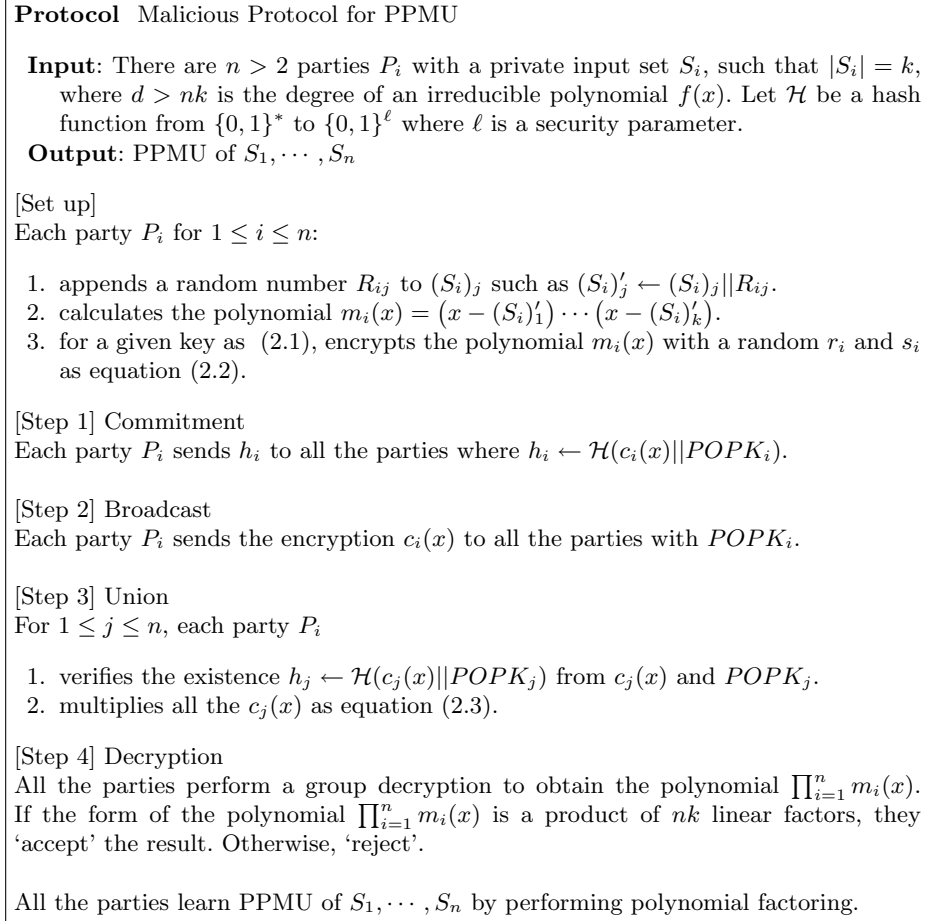 Protocol Malicious Protocol for PPMU
Input: There are n > 2 parties P_i with a private input set S_i, such that |S_i| = k,
where d > nk is the degree of an irreducible polynomial f(x). Let ℋ be a hash
function from {0, 1}* to {0, 1}^ℓ where ℓ is a security parameter.
Output: PPMU of S_1, ⋯ , S_n
[Set up]
Each party P_i for 1 ≤ i ≤ n:
1. appends a random number R_{ij} to (S_i)_j such as (S_i)′_j ← (S_i)_j||R_{ij}.
2. calculates the polynomial m_i(x) = (x − (S_i)′_1) ⋯ (x − (S_i)′_k).
3. for a given key as (2.1), encrypts the polynomial m_i(x) with a random r_i and s_i
as equation (2.2).
[Step 1] Commitment
Each party P_i sends h_i to all the parties where h_i ← ℋ(c_i(x)||POPK_i).
[Step 2] Broadcast
Each party P_i sends the encryption c_i(x) to all the parties with POPK_i.
[Step 3] Union
For 1 ≤ j ≤ n, each party P_i
1. verifies the existence h_j ← ℋ(c_j(x)||POPK_j) from c_j(x) and POPK_j.
2. multiplies all the c_j(x) as equation (2.3).
[Step 4] Decryption
All the parties perform a group decryption to obtain the polynomial ∏_{i=1}^n m_i(x).
If the form of the polynomial ∏_{i=1}^n m_i(x) is a product of nk linear factors, they
‘accept’ the result. Otherwise, ‘reject’.
All the parties learn PPMU of S_1, ⋯ , S_n by performing polynomial factoring.